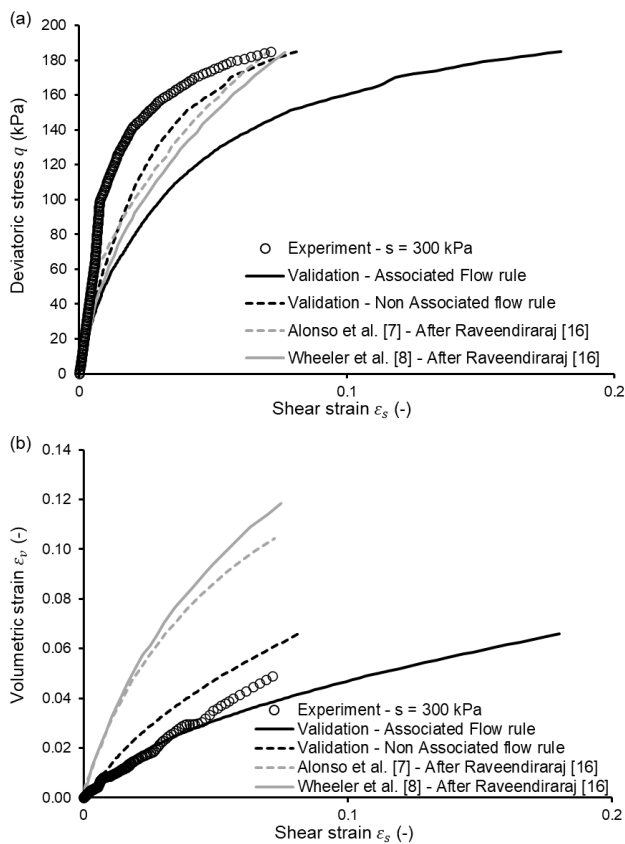 (a)
200
180
160
140
120
100
80
60
40
20
0
Deviatoric stress q (kPa)
Experiment - s = 300 kPa
Validation - Associated Flow rule
Validation - Non Associated flow rule
Alonso et al. [7] - After Raveendiraraj [16]
Wheeler et al. [8] - After Raveendiraraj [16]
0 0.1 0.2
Shear strain εs (-)
(b)
0.14
0.12
0.10
0.08
0.06
0.04
0.02
0.00
Volumetric strain εv (-)
Experiment - s = 300 kPa
Validation - Associated Flow rule
Validation - Non Associated flow rule
Alonso et al. [7] - After Raveendiraraj [16]
Wheeler et al. [8] - After Raveendiraraj [16]
0 0.1 0.2
Shear strain εs (-)